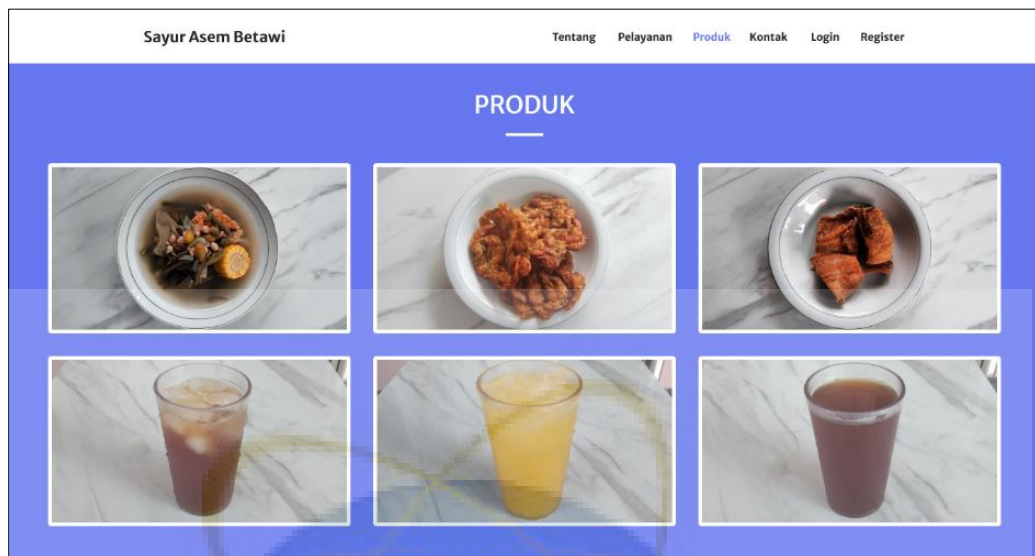 Sayur Asem Betawi
Tentang Pelayanan Produk Kontak Login Register
PRODUK